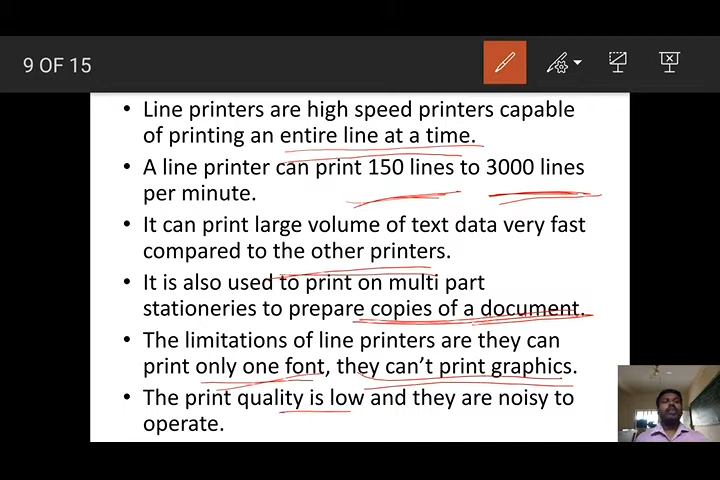 9 OF 15
• Line printers are high speed printers capable
of printing an entire line at a time.
• A line printer can print 150 lines to 3000 lines
per minute.
• It can print large volume of text data very fast
compared to the other printers.
• It is also used to print on multi part
stationeries to prepare copies of a document.
• The limitations of line printers are they can
print only one font, they can't print graphics.
• The print quality is low and they are noisy to
operate.